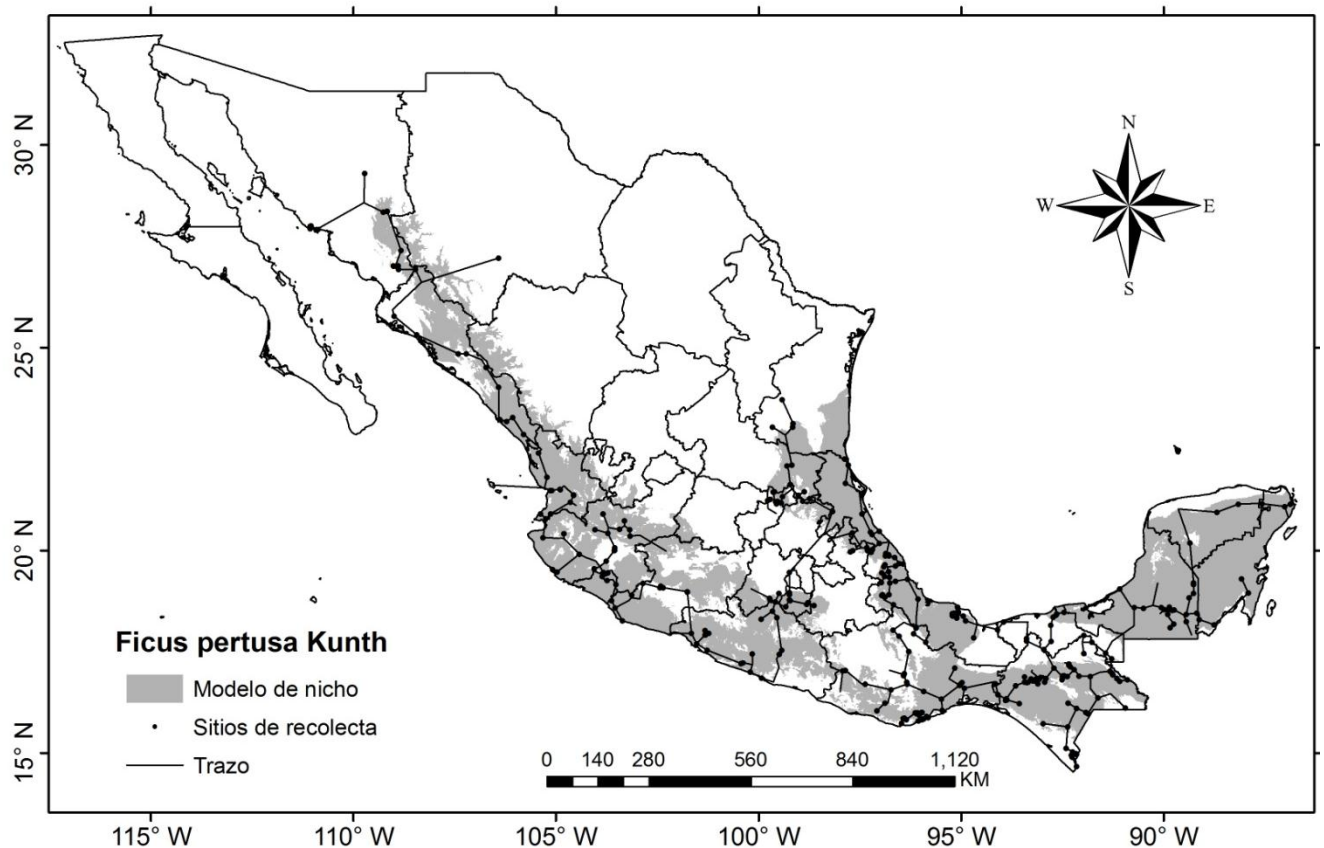 N
W E
S
30° N
25° N
20° N
15° N
Ficus pertusa Kunth
Modelo de nicho
Sitios de recolecta
Trazo
0 140 280 560 840 1,120
KM
115° W 110° W 105° W 100° W 95° W 90° W